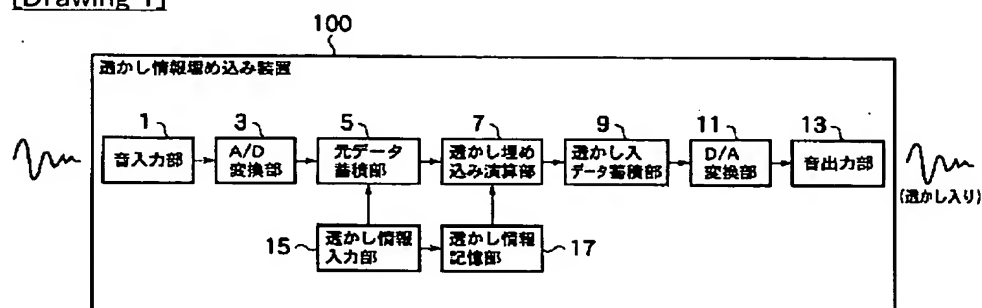 [Drawing 1]
100
透かし情報埋め込み装置
1
3
5
7
9
11
13
音入力部
A/D
変換部
元データ
蓄積部
透かし埋め
込み演算部
透かし入
データ蓄積部
D/A
変換部
音出力部
(透かし入り)
15
透かし情報
入力部
透かし情報
記憶部
17